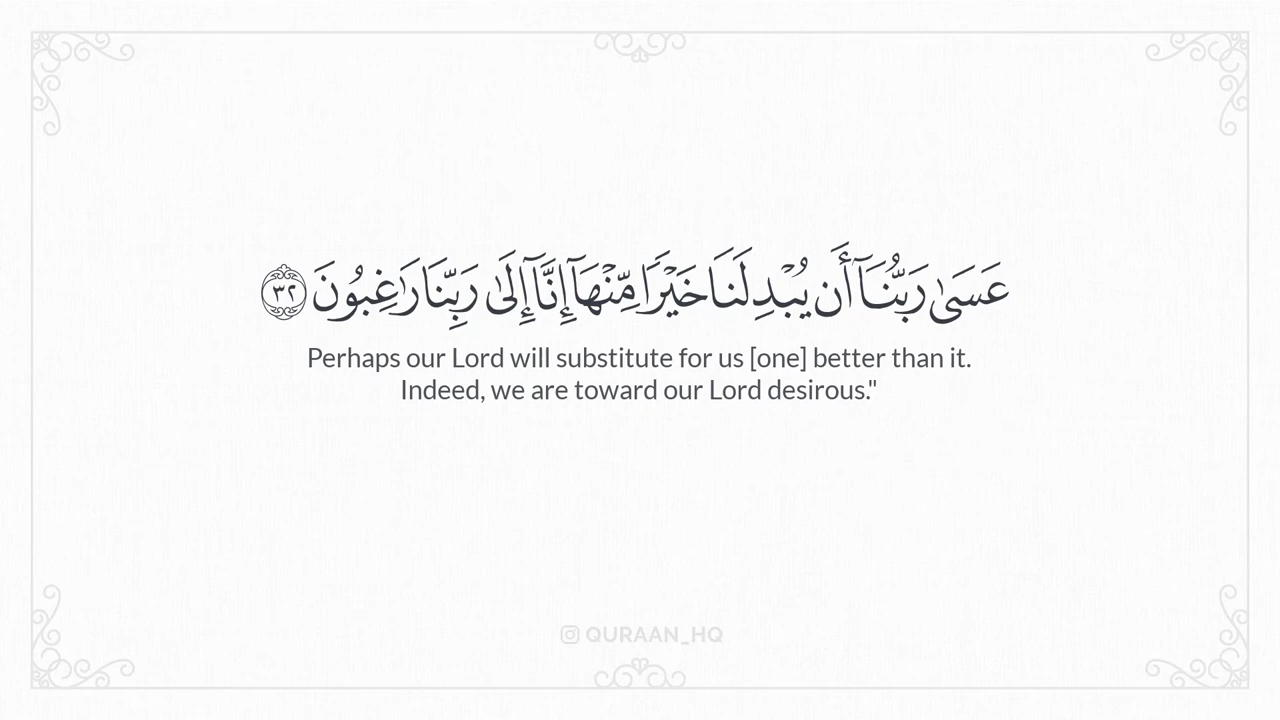 عَسَىٰ رَبُّنَآ أَن يُبْدِلَنَا خَيْرًا مِّنْهَآ إِنَّآ إِلَىٰ رَبِّنَا رَٰغِبُونَ ٣٢
Perhaps our Lord will substitute for us [one] better than it.
Indeed, we are toward our Lord desirous."
QURAAN_HQ